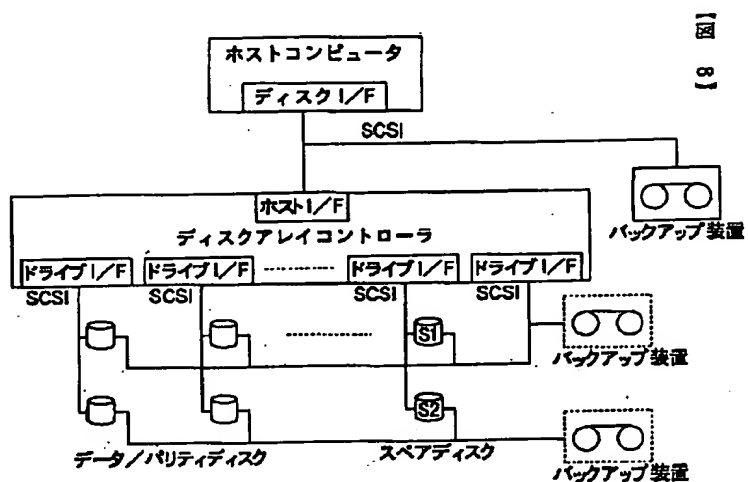 【図 8】
ホストコンピュータ
ディスクI/F
SCSI
バックアップ装置
ホストI/F
ディスクアレイコントローラ
ドライブI/F
ドライブI/F
ドライブI/F
ドライブI/F
SCSI
SCSI
SCSI
SCSI
S1
バックアップ装置
S2
データ/パリティディスク
スペアディスク
バックアップ装置